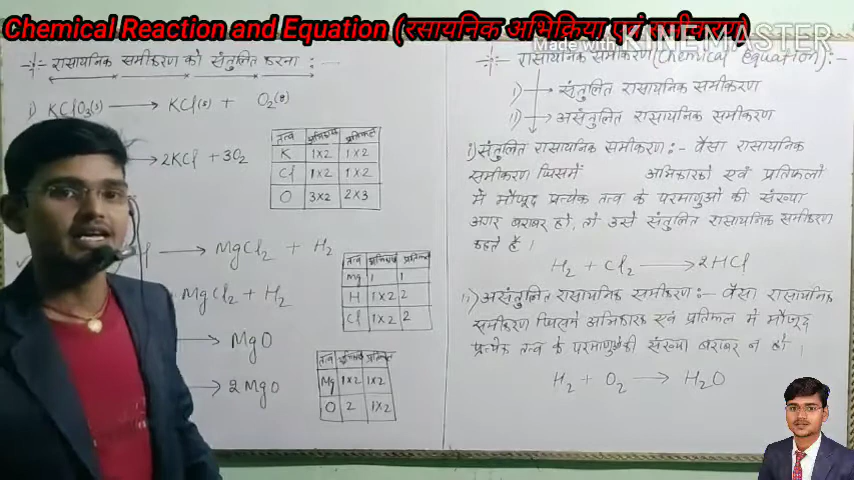 Chemical Reaction and Equation (रसायनिक अभिक्रिया एवं समीकरण)
Made with KINEMASTER
रासायनिक समीकरण को संतुलित करना :-
i) KClO₃(s) ⟶ KCl(s) + O₂(g)
⟶ 2KCl + 3O₂
तत्व अभिकारक प्रतिफल
K 1×2 1×2
Cl 1×2 1×2
O 3×2 2×3
⟶ MgCl₂ + H₂
MgCl₂ + H₂
तत्व अभिकारक प्रतिफल
Mg 1 1
H 1×2 2
Cl 1×2 2
⟶ MgO
⟶ 2MgO
तत्व अभिकारक प्रतिफल
Mg 1×2 1×2
O 2 1×2
रासायनिक समीकरण (Chemical Equation) :-
i) संतुलित रासायनिक समीकरण
ii) असंतुलित रासायनिक समीकरण
i) संतुलित रासायनिक समीकरण :- वैसा रासायनिक
समीकरण जिसमें अभिकारको एवं प्रतिफलो
में मौजूद प्रत्येक तत्व के परमाणुओ की संख्या
अगर बराबर हो, तो उसे संतुलित रासायनिक समीकरण
कहते है ।
H₂ + Cl₂ ⟶ 2HCl
ii) असंतुलित रासायनिक समीकरण :- वैसा रासायनिक
समीकरण जिसमे अभिकारक एवं प्रतिफल में मौजूद
प्रत्येक तत्व के परमाणुओ की संख्या बराबर न हो ।
H₂ + O₂ ⟶ H₂O